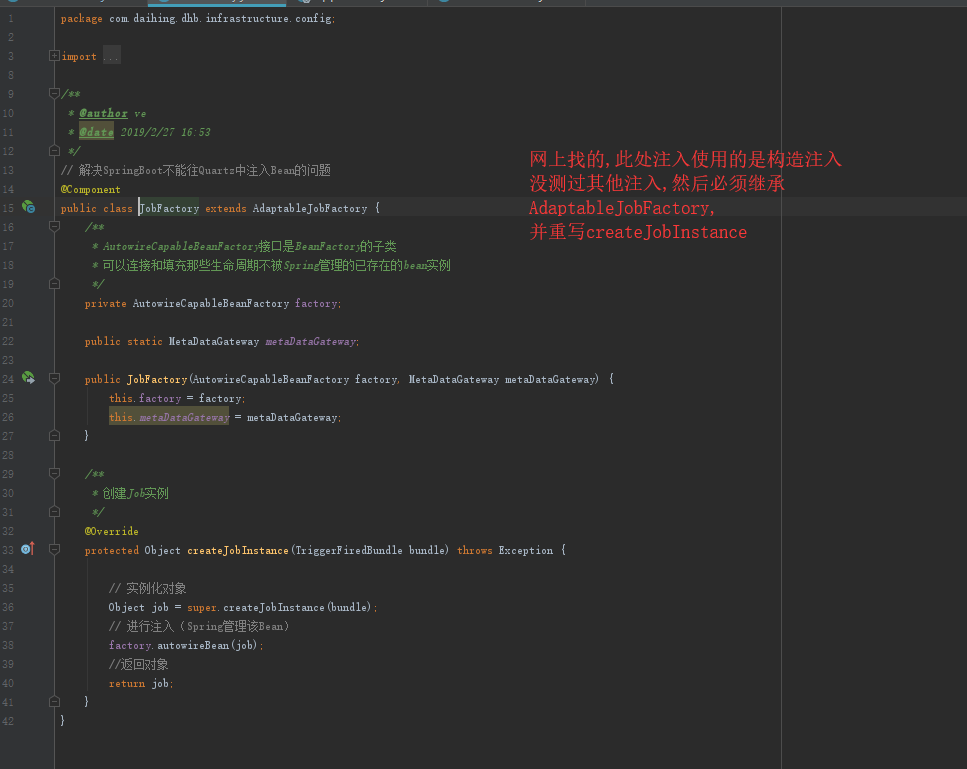 1 package com.daihing.dhb.infrastructure.config;
2
3 import ...
8
9 /**
10 * @author ve
11 * @date 2019/2/27 16:53
12 */
13 // 解决SpringBoot不能往Quartz中注入Bean的问题
14 @Component
15 public class JobFactory extends AdaptableJobFactory {
16 /**
17 * AutowireCapableBeanFactory接口是BeanFactory的子类
18 * 可以连接和填充那些生命周期不被Spring管理的已存在的bean实例
19 */
20 private AutowireCapableBeanFactory factory;
21
22 public static MetaDataGateway metaDataGateway;
23
24 public JobFactory(AutowireCapableBeanFactory factory, MetaDataGateway metaDataGateway) {
25 this.factory = factory;
26 this.metaDataGateway = metaDataGateway;
27 }
28
29 /**
30 * 创建Job实例
31 */
32 @Override
33 protected Object createJobInstance(TriggerFiredBundle bundle) throws Exception {
34
35 // 实例化对象
36 Object job = super.createJobInstance(bundle);
37 // 进行注入（Spring管理该Bean）
38 factory.autowireBean(job);
39 //返回对象
40 return job;
41 }
42 }
网上找的,此处注入使用的是构造注入
没测过其他注入,然后必须继承
AdaptableJobFactory,
并重写createJobInstance